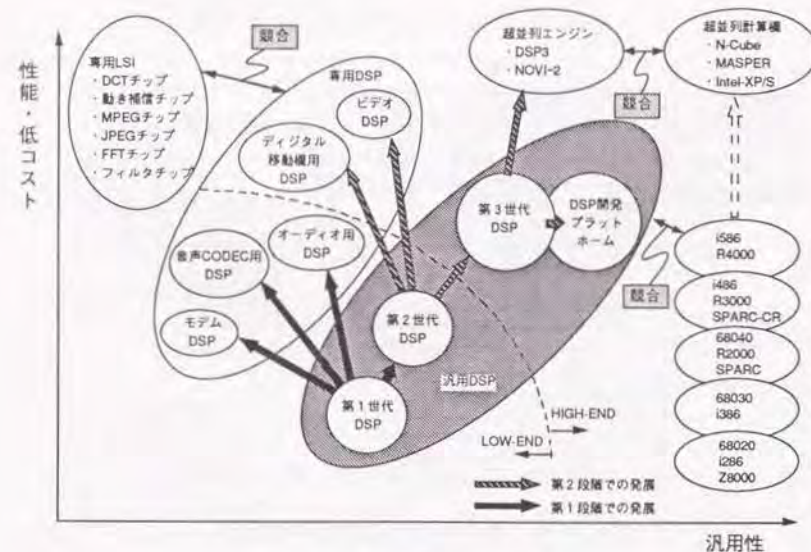 性能・低コスト
専用LSI
・DCTチップ
・動き補償チップ
・MPEGチップ
・JPEGチップ
・FFTチップ
・フィルタチップ
競合
専用DSP
ビデオ
DSP
ディジタル
移動機用
DSP
オーディオ用
DSP
音声CODEC用
DSP
モデム
DSP
超並列エンジン
・DSP3
・NOVI-2
競合
超並列計算機
・N-Cube
・MASPER
・Intel-XP/S
第3世代
DSP
DSP開発
プラット
ホーム
競合
第2世代
DSP
第1世代
DSP
汎用DSP
HIGH-END
LOW-END
i586
R4000
i486
R3000
SPARC-CR
68040
R2000
SPARC
68030
i386
68020
i286
Z8000
第2段階での発展
第1段階での発展
汎用性